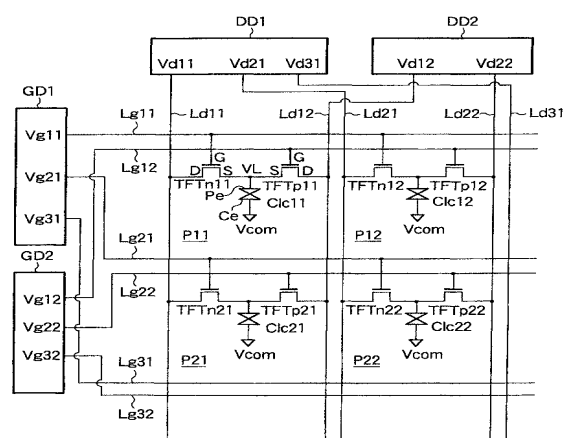 DD1 DD2
Vd11 Vd21 Vd31 Vd12 Vd22
GD1
Lg11 Ld11 Ld12 Ld21 Ld22 Ld31
Vg11
Lg12 G G
D S VL S D
Vg21 TFTn11 TFTp11 TFTn12 TFTp12
Pe Clc11 Clc12
Ce
Vg31 Vcom Vcom
Lg21 P11 P12
GD2
Vg12 Lg22
Vg22 TFTn21 TFTp21 TFTn22 TFTp22
Clc21 Clc22
Vg32 Vcom Vcom
Lg31 P21 P22
Lg32